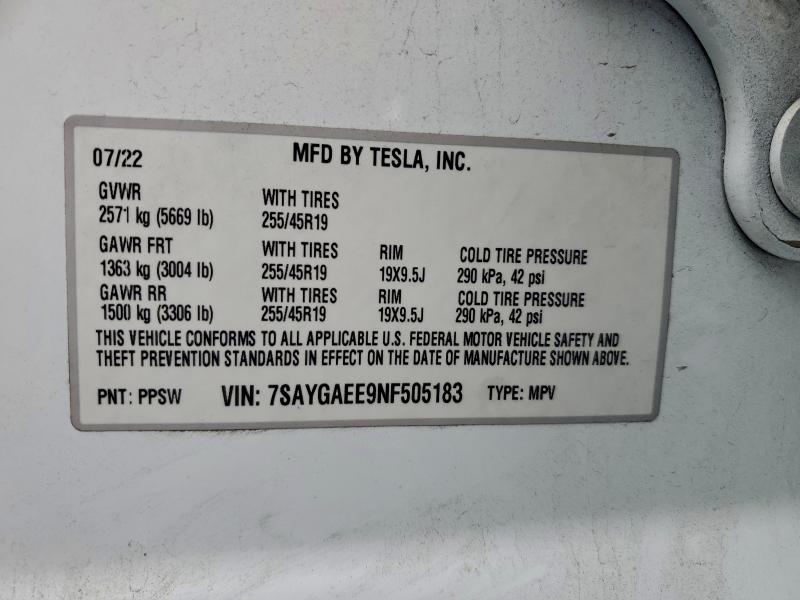 07/22 MFD BY TESLA, INC.
GVWR WITH TIRES
2571 kg (5669 lb) 255/45R19
GAWR FRT WITH TIRES RIM COLD TIRE PRESSURE
1363 kg (3004 lb) 255/45R19 19X9.5J 290 kPa, 42 psi
GAWR RR WITH TIRES RIM COLD TIRE PRESSURE
1500 kg (3306 lb) 255/45R19 19X9.5J 290 kPa, 42 psi
THIS VEHICLE CONFORMS TO ALL APPLICABLE U.S. FEDERAL MOTOR VEHICLE SAFETY AND
THEFT PREVENTION STANDARDS IN EFFECT ON THE DATE OF MANUFACTURE SHOWN ABOVE.
PNT: PPSW VIN: 7SAYGAEE9NF505183 TYPE: MPV